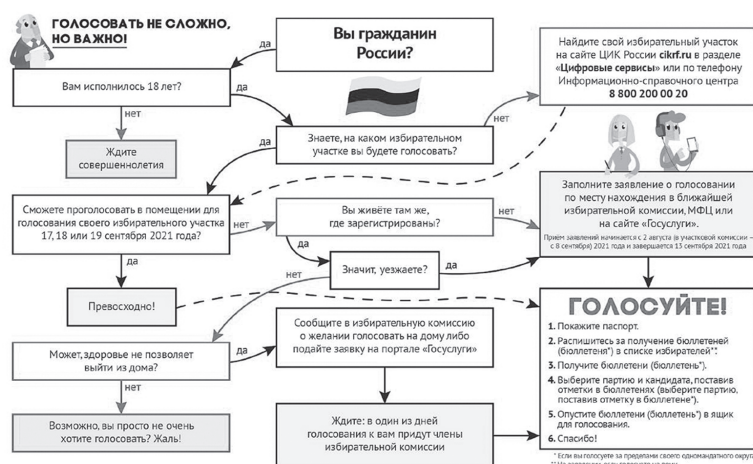 ГОЛОСОВАТЬ НЕ СЛОЖНО,
НО ВАЖНО!
Вы гражданин
России?
да
Вам исполнилось 18 лет?
да
нет
Ждите
совершеннолетия
Знаете, на каком избирательном
участке вы будете голосовать?
нет
да
Найдите свой избирательный участок
на сайте ЦИК России cikrf.ru в разделе
«Цифровые сервисы» или по телефону
Информационно-справочного центра
8 800 200 00 20
Сможете проголосовать в помещении для
голосования своего избирательного участка
17,18 или 19 сентября 2021 года?
нет
да
Превосходно!
Вы живёте там же,
где зарегистрированы?
нет
да
Значит, уезжаете?
да
нет
Заполните заявление о голосовании
по месту нахождения в ближайшей
избирательной комиссии, МФЦ или
на сайте «Госуслуги».
Приём заявлений начинается с 2 августа (в участковой комиссии –
с 8 сентября) 2021 года и завершается 13 сентября 2021 года
Может, здоровье не позволяет
выйти из дома?
да
нет
Возможно, вы просто не очень
хотите голосовать? Жаль!
Сообщите в избирательную комиссию
о желании голосовать на дому либо
подайте заявку на портале «Госуслуги»
Ждите: в один из дней
голосования к вам придут члены
избирательной комиссии
ГОЛОСУЙТЕ!
1. Покажите паспорт.
2. Распишитесь за получение бюллетеней
(бюллетеня*) в списке избирателей**.
3. Получите бюллетени (бюллетень*).
4. Выберите партию и кандидата, поставив
отметки в бюллетенях (выберите партию,
поставив отметку в бюллетене*).
5. Опустите бюллетени (бюллетень*) в ящик
для голосования.
6. Спасибо!
* Если вы голосуете за пределами своего одномандатного округа